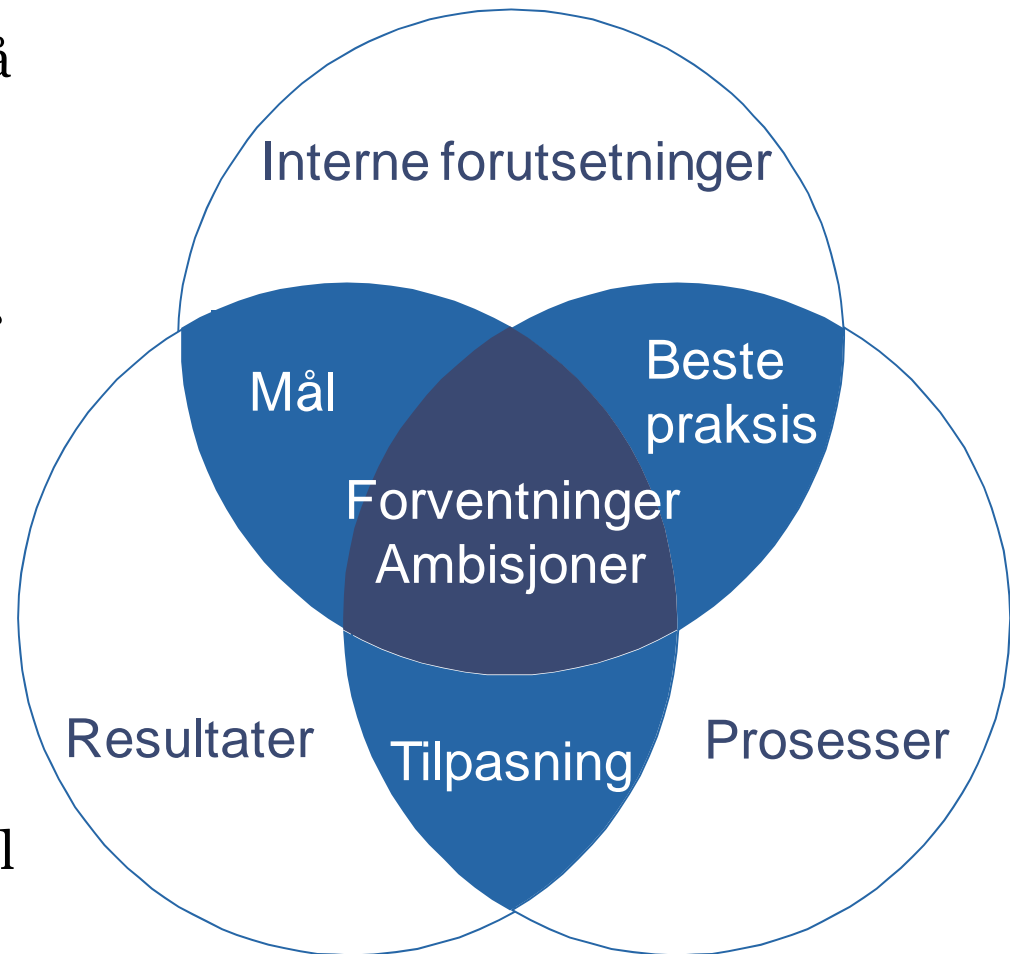 å
Interne forutsetninger
.
Mål
Beste
praksis
Forventninger
Ambisjoner
Resultater
Tilpasning
Prosesser
l